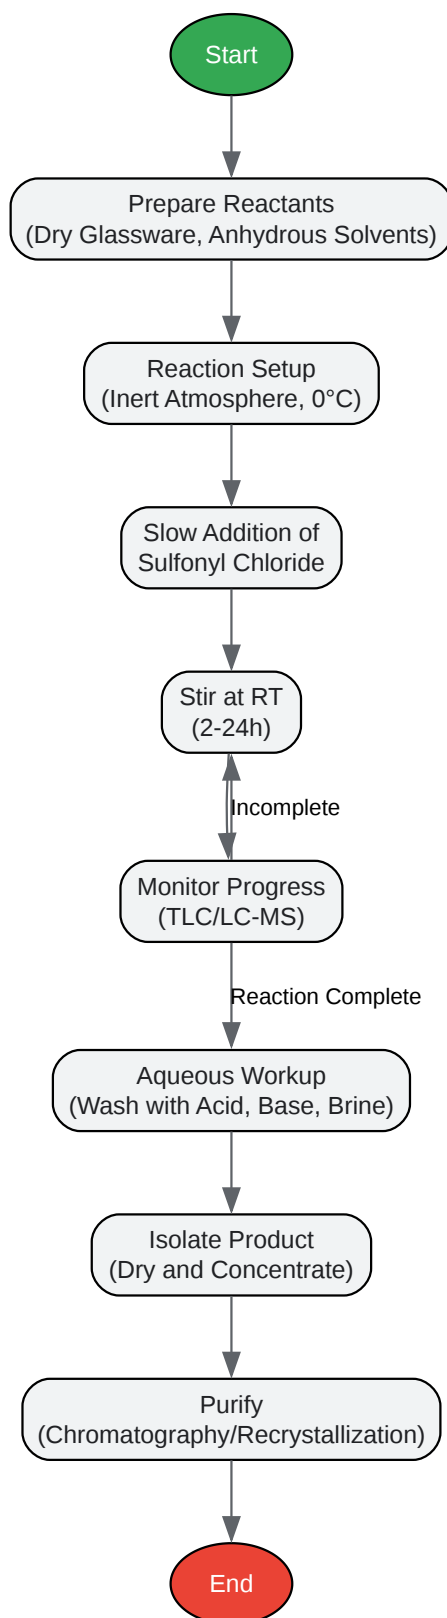 Start
Prepare Reactants
(Dry Glassware, Anhydrous Solvents)
Reaction Setup
(Inert Atmosphere, 0°C)
Slow Addition of
Sulfonyl Chloride
Stir at RT
(2-24h)
Incomplete
Monitor Progress
(TLC/LC-MS)
Reaction Complete
Aqueous Workup
(Wash with Acid, Base, Brine)
Isolate Product
(Dry and Concentrate)
Purify
(Chromatography/Recrystallization)
End